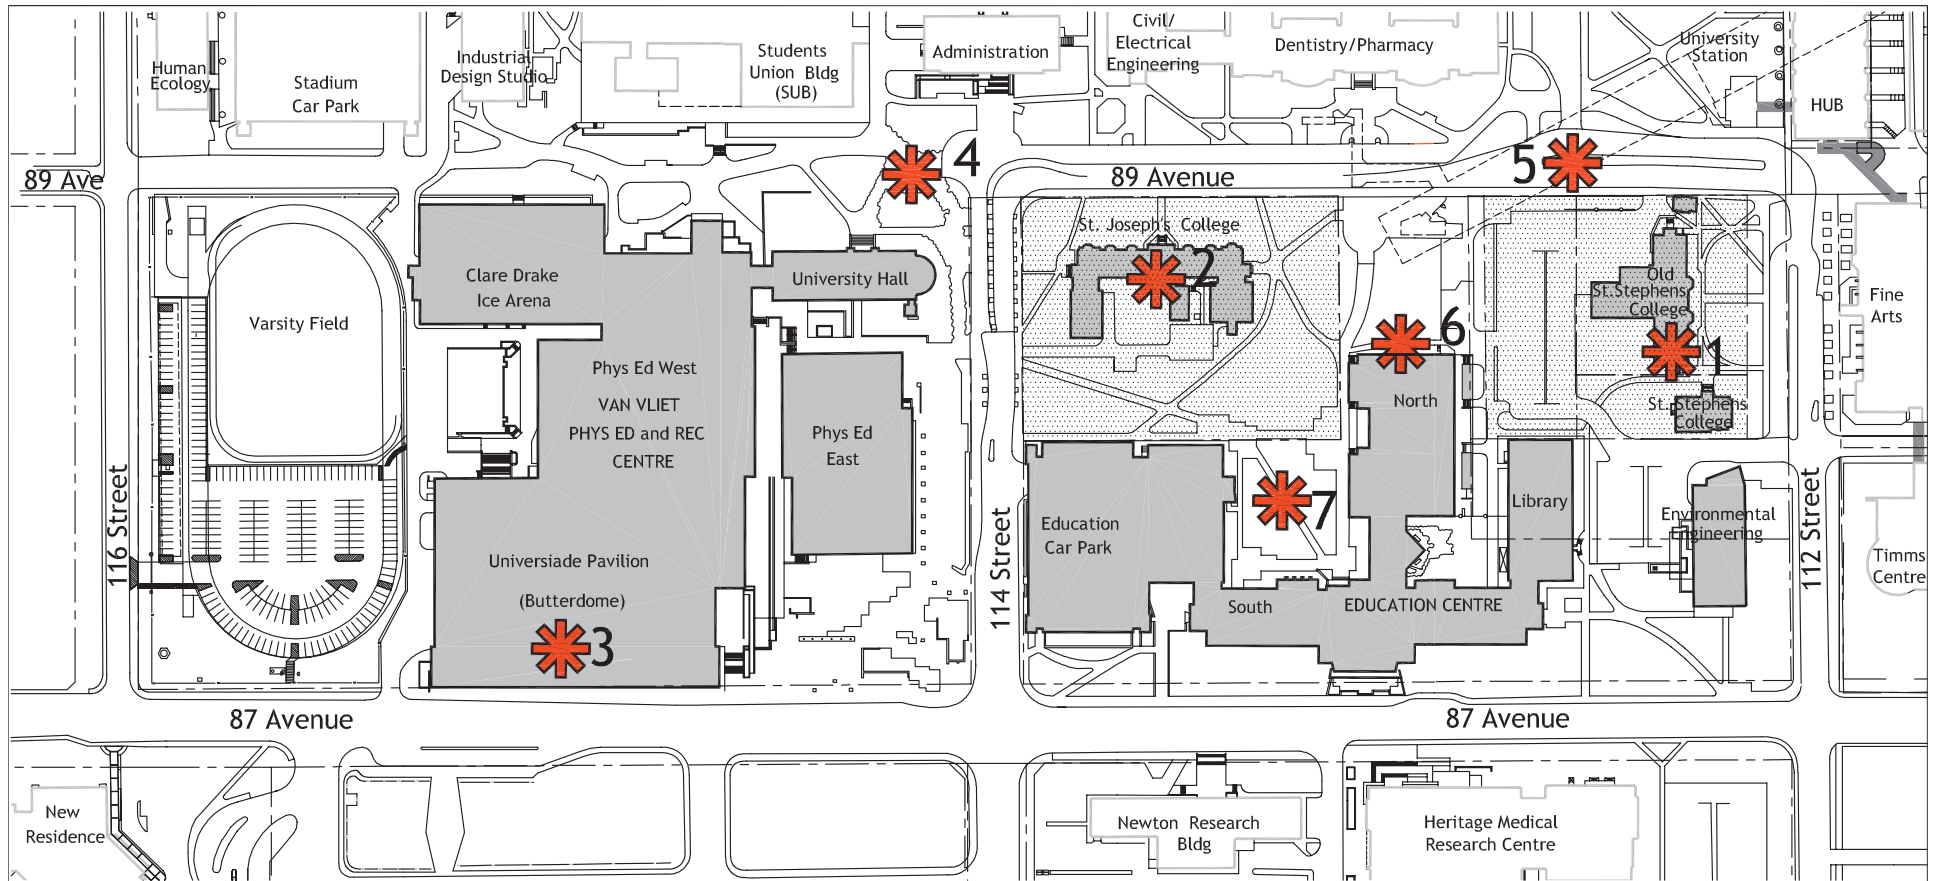 Human
Ecology
Stadium
Car Park
Industrial
Design Studio
Students
Union Bldg
(SUB)
Administration
Civil/
Electrical
Engineering
Dentistry/Pharmacy
University
Station
HUB
89 Ave
4
89 Avenue
5
St. Joseph's College
2
Clare Drake
Ice Arena
University Hall
Old
St.Stephens
College
Fine
Arts
Varsity Field
6
1
Phys Ed West
VAN VLIET
PHYS ED and REC
CENTRE
North
St. Stephens
College
Phys Ed
East
116 Street
114 Street
112 Street
Education
Car Park
7
Library
Environmental
Engineering
Universiade Pavilion
(Butterdome)
Timms
Centre
South
EDUCATION CENTRE
3
87 Avenue
87 Avenue
New
Residence
Newton Research
Bldg
Heritage Medical
Research Centre